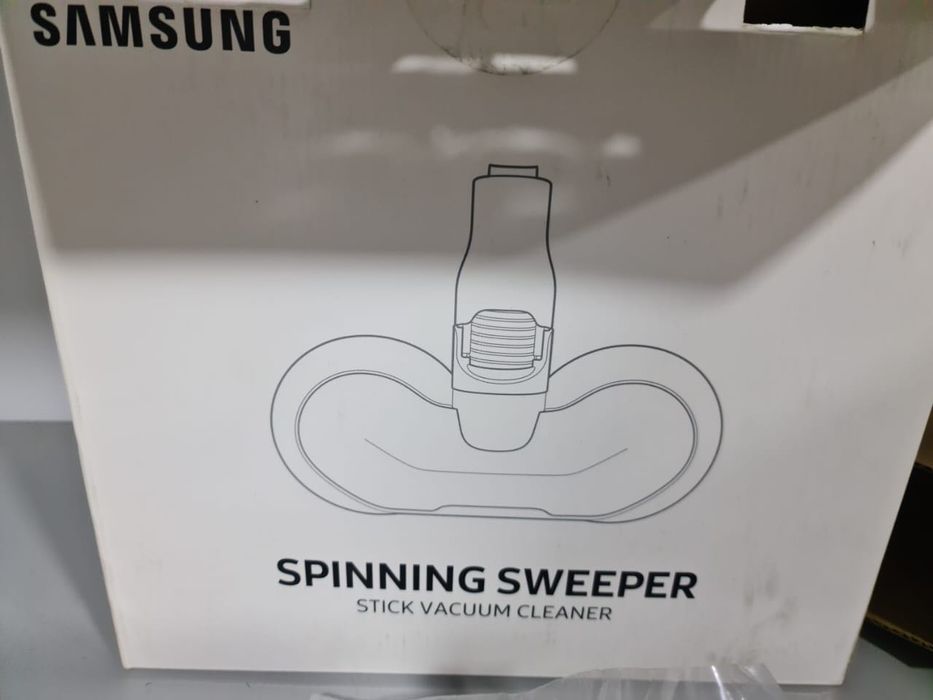 SAMSUNG
SPINNING SWEEPER
STICK VACUUM CLEANER